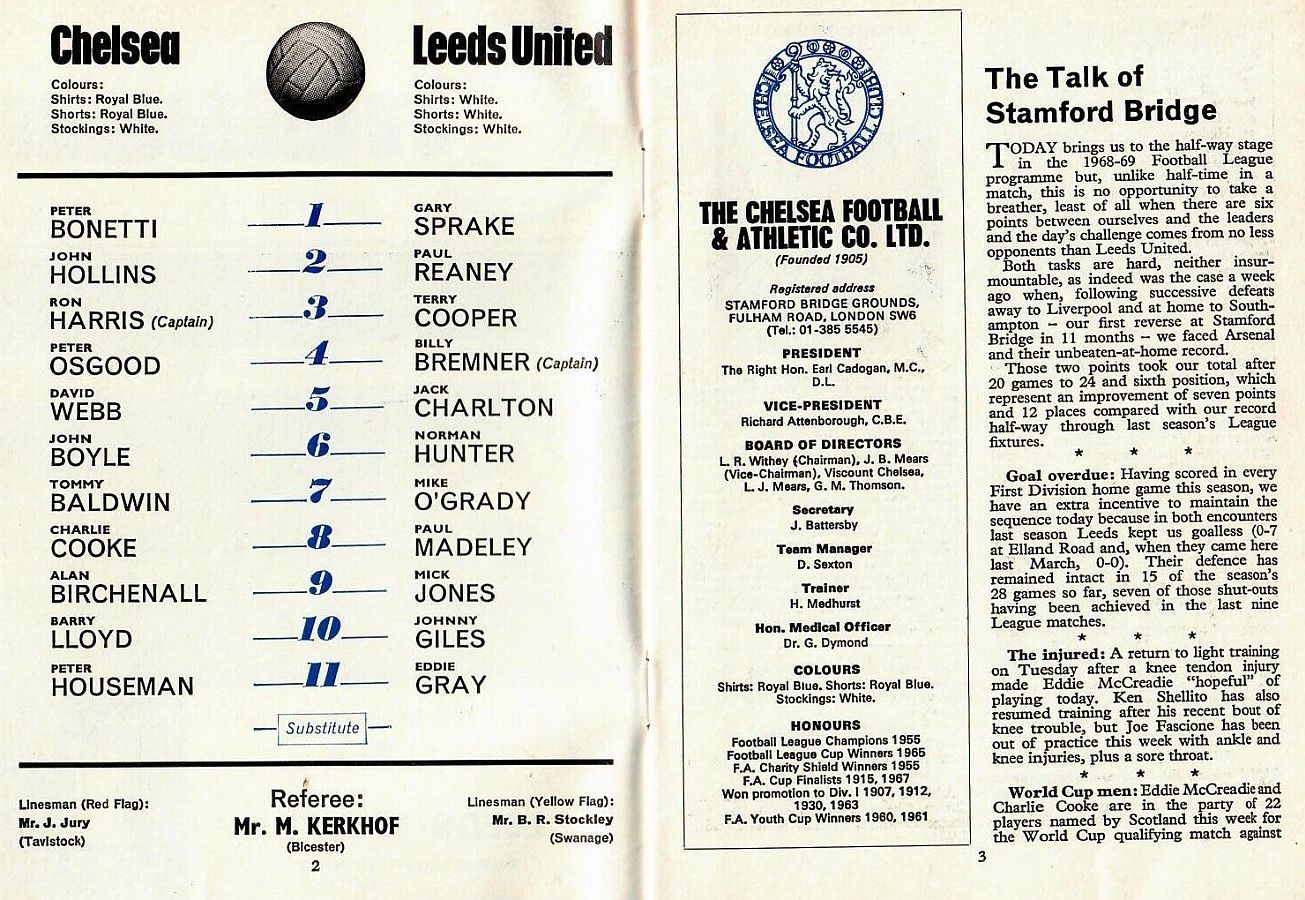 Chelsea
Colours:
Shirts: Royal Blue.
Shorts: Royal Blue.
Stockings: White.
Leeds United
Colours:
Shirts: White.
Shorts: White.
Stockings: White.
PETER
BONETTI
1
GARY
SPRAKE
JOHN
HOLLINS
2
PAUL
REANEY
RON
HARRIS (Captain)
3
TERRY
COOPER
PETER
OSGOOD
4
BILLY
BREMNER (Captain)
DAVID
WEBB
5
JACK
CHARLTON
JOHN
BOYLE
6
NORMAN
HUNTER
TOMMY
BALDWIN
7
MIKE
O'GRADY
CHARLIE
COOKE
8
PAUL
MADELEY
ALAN
BIRCHENALL
9
MICK
JONES
BARRY
LLOYD
10
JOHNNY
GILES
PETER
HOUSEMAN
11
EDDIE
GRAY
Substitute
Linesman (Red Flag):
Mr. J. Jury
(Tavistock)
Referee:
Mr. M. KERKHOF
(Bicester)
Linesman (Yellow Flag):
Mr. B. R. Stockley
(Swanage)
2
CHELSEA FOOTBALL CLUB
THE CHELSEA FOOTBALL
& ATHLETIC CO. LTD.
(Founded 1905)
Registered address
STAMFORD BRIDGE GROUNDS,
FULHAM ROAD, LONDON SW6
(Tel.: 01-385 5545)
PRESIDENT
The Right Hon. Earl Cadogan, M.C.,
D.L.
VICE-PRESIDENT
Richard Attenborough, C.B.E.
BOARD OF DIRECTORS
L. R. Withey (Chairman), J. B. Mears
(Vice-Chairman), Viscount Chelsea,
L. J. Mears, G. M. Thomson.
Secretary
J. Battersby
Team Manager
D. Sexton
Trainer
H. Medhurst
Hon. Medical Officer
Dr. G. Dymond
COLOURS
Shirts: Royal Blue. Shorts: Royal Blue.
Stockings: White.
HONOURS
Football League Champions 1955
Football League Cup Winners 1965
F.A. Charity Shield Winners 1955
F.A. Cup Finalists 1915, 1967
Won promotion to Div. I 1907, 1912,
1930, 1963
F.A. Youth Cup Winners 1960, 1961
The Talk of
Stamford Bridge
TODAY brings us to the half-way stage
in the 1968-69 Football League
programme but, unlike half-time in a
match, this is no opportunity to take a
breather, least of all when there are six
points between ourselves and the leaders
and the day's challenge comes from no less
opponents than Leeds United.
Both tasks are hard, neither insur-
mountable, as indeed was the case a week
ago when, following successive defeats
away to Liverpool and at home to South-
ampton – our first reverse at Stamford
Bridge in 11 months – we faced Arsenal
and their unbeaten-at-home record.
Those two points took our total after
20 games to 24 and sixth position, which
represent an improvement of seven points
and 12 places compared with our record
half-way through last season's League
fixtures.
* * *
Goal overdue: Having scored in every
First Division home game this season, we
have an extra incentive to maintain the
sequence today because in both encounters
last season Leeds kept us goalless (0-7
at Elland Road and, when they came here
last March, 0-0). Their defence has
remained intact in 15 of the season's
28 games so far, seven of those shut-outs
having been achieved in the last nine
League matches.
* * *
The injured: A return to light training
on Tuesday after a knee tendon injury
made Eddie McCreadie "hopeful" of
playing today. Ken Shellito has also
resumed training after his recent bout of
knee trouble, but Joe Fascione has been
out of practice this week with ankle and
knee injuries, plus a sore throat.
* * *
World Cup men: Eddie McCreadie and
Charlie Cooke are in the party of 22
players named by Scotland this week for
the World Cup qualifying match against
3